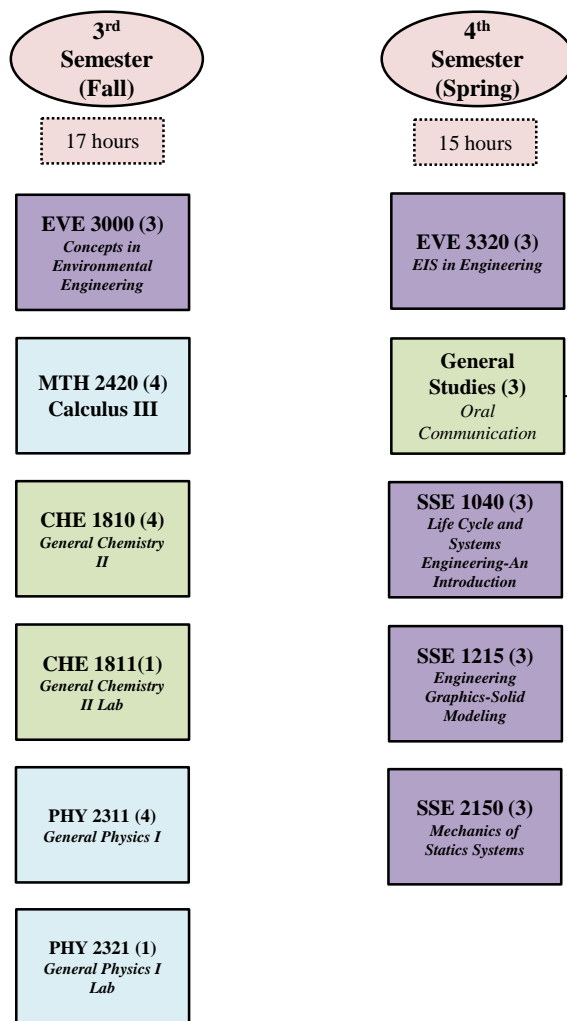 3rd
Semester
(Fall)
17 hours
EVE 3000 (3)
Concepts in
Environmental
Engineering
MTH 2420 (4)
Calculus III
CHE 1810 (4)
General Chemistry
II
CHE 1811(1)
General Chemistry
II Lab
PHY 2311 (4)
General Physics I
PHY 2321 (1)
General Physics I
Lab
4th
Semester
(Spring)
15 hours
EVE 3320 (3)
EIS in Engineering
General
Studies (3)
Oral
Communication
SSE 1040 (3)
Life Cycle and
Systems
Engineering-An
Introduction
SSE 1215 (3)
Engineering
Graphics-Solid
Modeling
SSE 2150 (3)
Mechanics of
Statics Systems